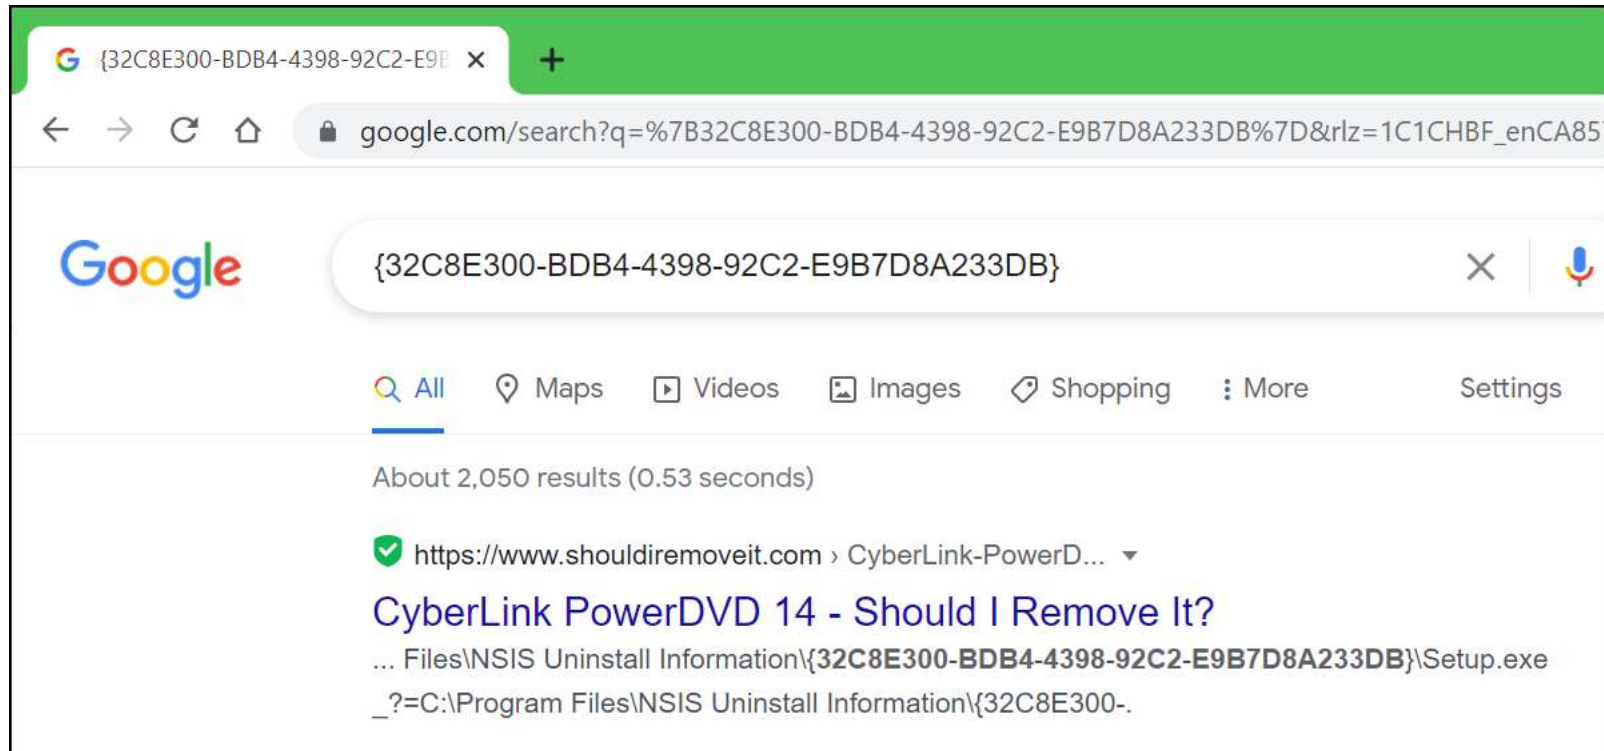 {32C8E300-BDB4-4398-92C2-E9B
google.com/search?q=%7B32C8E300-BDB4-4398-92C2-E9B7D8A233DB%7D&rlz=1C1CHBF_enCA85
Google {32C8E300-BDB4-4398-92C2-E9B7D8A233DB}
All Maps Videos Images Shopping More Settings
About 2,050 results (0.53 seconds)
https://www.shouldiremoveit.com › CyberLink-PowerD...
CyberLink PowerDVD 14 - Should I Remove It?
... Files\NSIS Uninstall Information\{32C8E300-BDB4-4398-92C2-E9B7D8A233DB}\Setup.exe
_?=C:\Program Files\NSIS Uninstall Information\{32C8E300-.